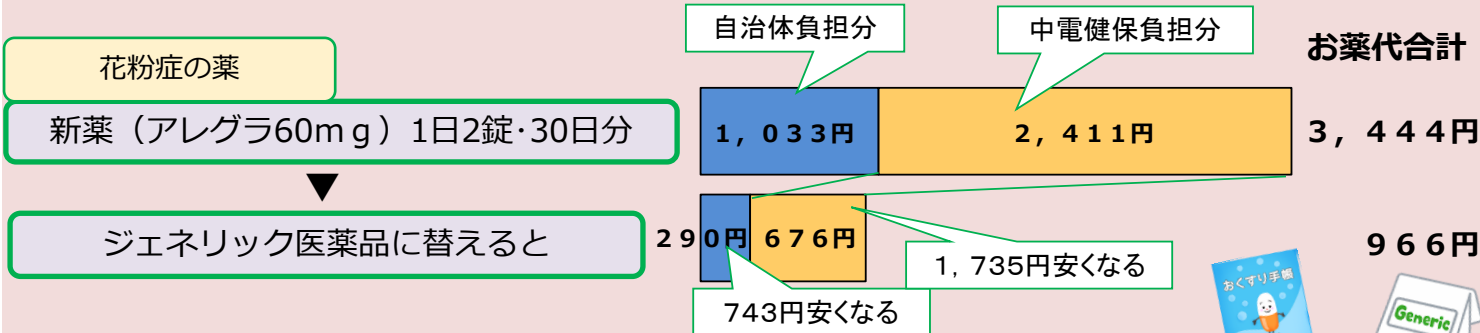 自治体負担分
中電健保負担分
お薬代合計
花粉症の薬
新薬（アレグラ60mｇ）1日2錠･30日分
1，033円
2，411円
3，444円
▼
ジェネリック医薬品に替えると
290円
676円
966円
1，735円安くなる
743円安くなる
おくすり手帳
Generic